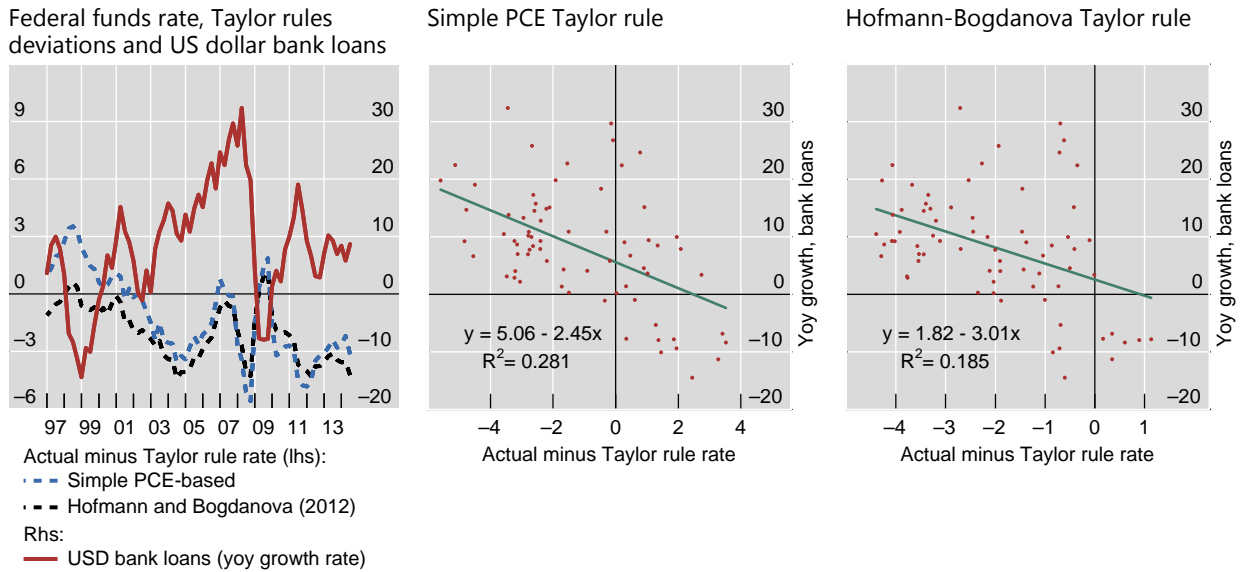 Federal funds rate, Taylor rules
deviations and US dollar bank loans
9
6
3
0
–3
–6
30
20
10
0
–10
–20
97 99 01 03 05 07 09 11 13
Actual minus Taylor rule rate (lhs):
Simple PCE-based
Hofmann and Bogdanova (2012)
Rhs:
USD bank loans (yoy growth rate)
Simple PCE Taylor rule
30
20
10
0
–10
–20
Yoy growth, bank loans
y = 5.06 - 2.45x
R²= 0.281
–4 –2 0 2 4
Actual minus Taylor rule rate
Hofmann-Bogdanova Taylor rule
30
20
10
0
–10
–20
Yoy growth, bank loans
y = 1.82 - 3.01x
R²= 0.185
–4 –3 –2 –1 0 1
Actual minus Taylor rule rate